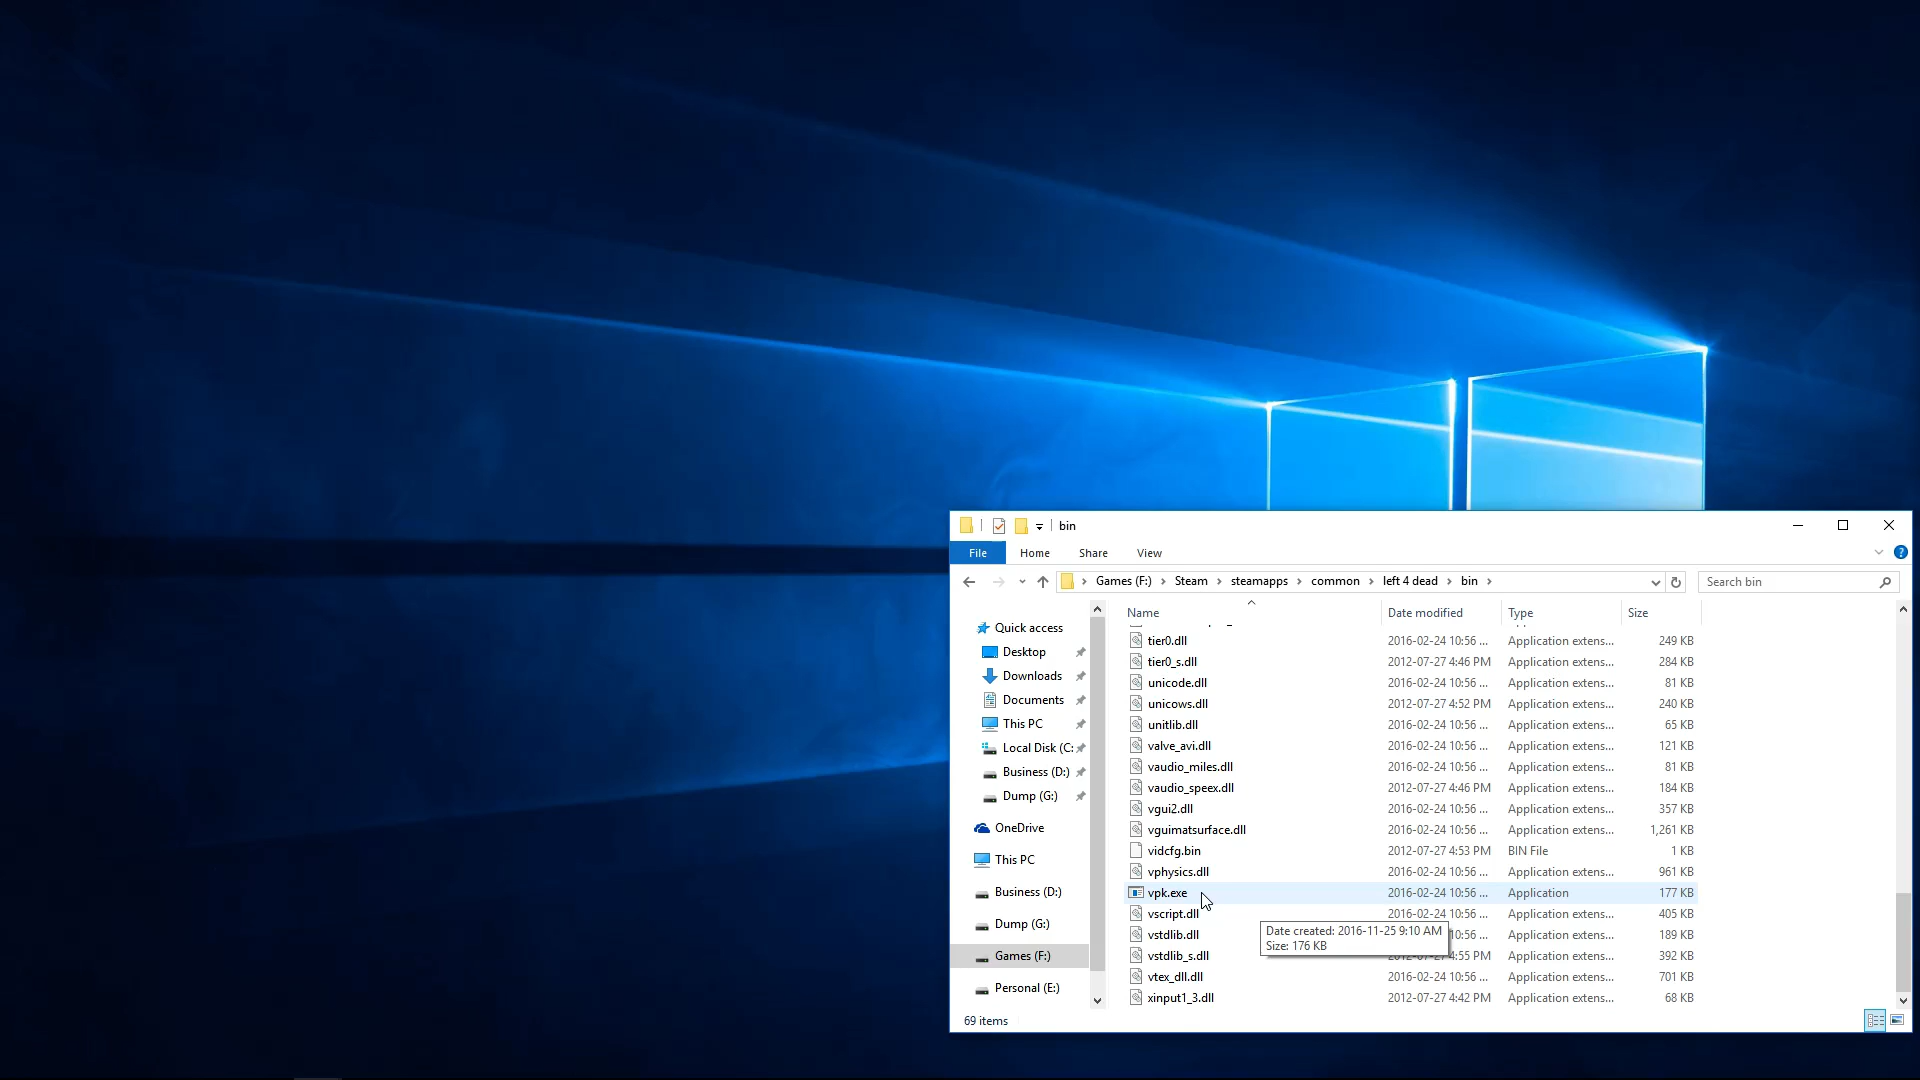 bin
File Home Share View
Games (F:) Steam steamapps common left 4 dead bin Search bin
Name Date modified Type Size
Quick access
Desktop
Downloads
Documents
This PC
Local Disk (C:
Business (D:)
Dump (G:)
OneDrive
This PC
Business (D:)
Dump (G:)
Games (F:)
Personal (E:)
tier0.dll 2016-02-24 10:56 ... Application extens... 249 KB
tier0_s.dll 2012-07-27 4:46 PM Application extens... 284 KB
unicode.dll 2016-02-24 10:56 ... Application extens... 81 KB
unicows.dll 2012-07-27 4:52 PM Application extens... 240 KB
unitlib.dll 2016-02-24 10:56 ... Application extens... 65 KB
valve_avi.dll 2016-02-24 10:56 ... Application extens... 121 KB
vaudio_miles.dll 2016-02-24 10:56 ... Application extens... 81 KB
vaudio_speex.dll 2012-07-27 4:46 PM Application extens... 184 KB
vgui2.dll 2016-02-24 10:56 ... Application extens... 357 KB
vguimatsurface.dll 2016-02-24 10:56 ... Application extens... 1,261 KB
vidcfg.bin 2012-07-27 4:53 PM BIN File 1 KB
vphysics.dll 2016-02-24 10:56 ... Application extens... 961 KB
vpk.exe 2016-02-24 10:56 ... Application 177 KB
vscript.dll 2016-02-24 10:56 ... Application extens... 405 KB
vstdlib.dll 10:56 ... Application extens... 189 KB
vstdlib_s.dll 2012-07-27 4:55 PM Application extens... 392 KB
vtex_dll.dll 2016-02-24 10:56 ... Application extens... 701 KB
xinput1_3.dll 2012-07-27 4:42 PM Application extens... 68 KB
Date created: 2016-11-25 9:10 AM
Size: 176 KB
69 items